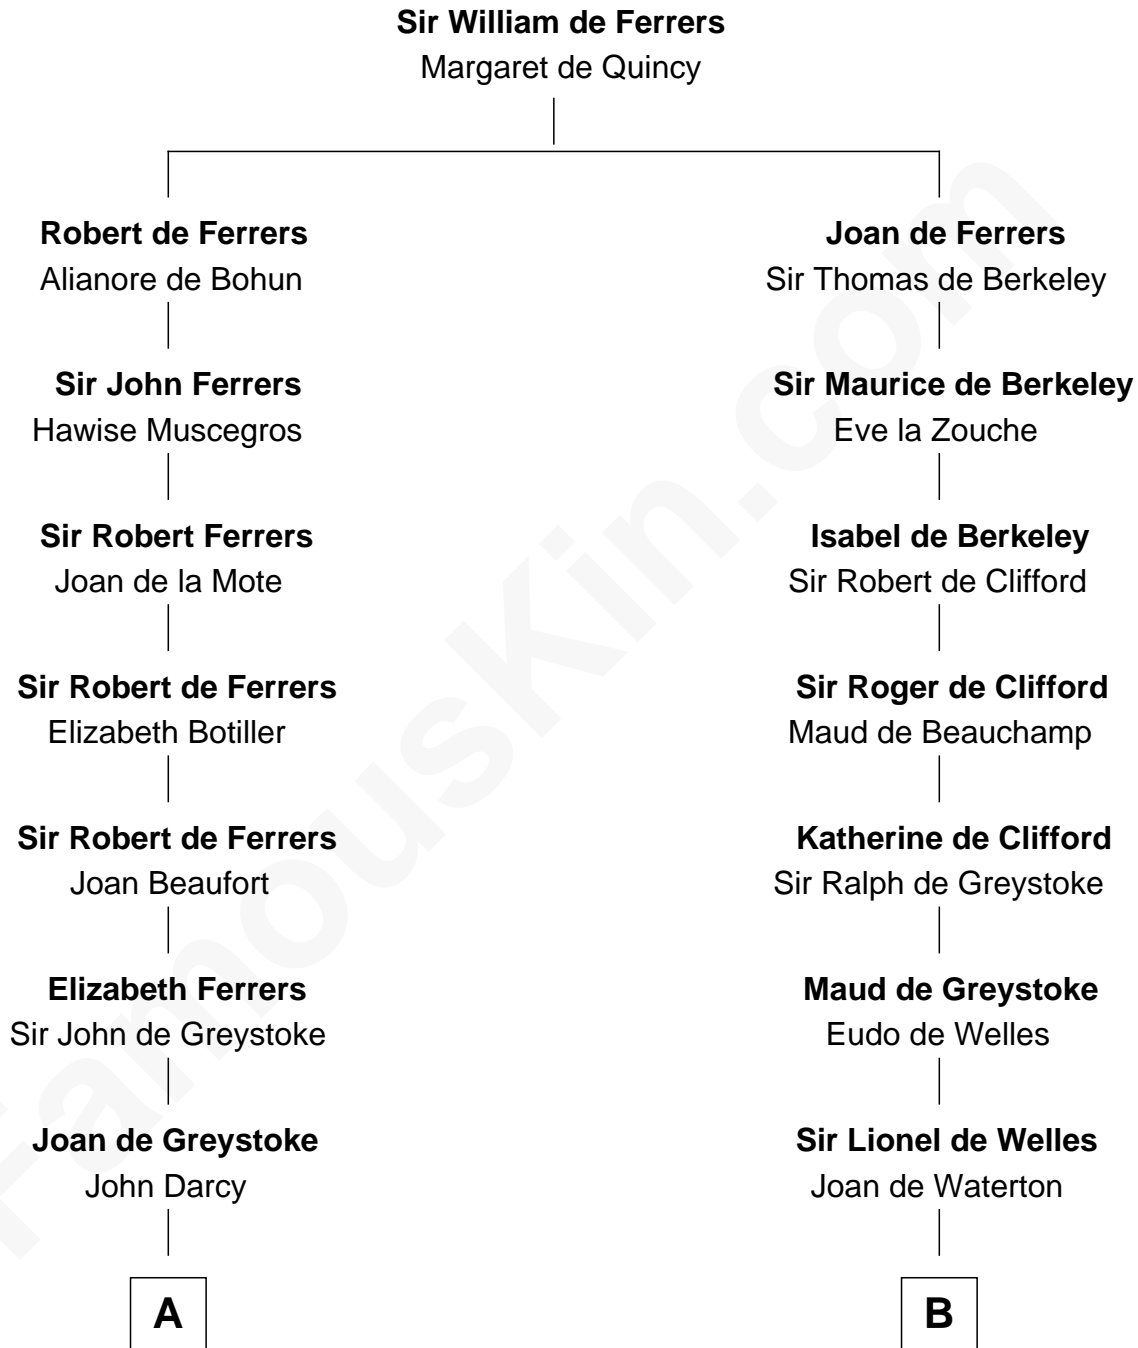 Sir William de Ferrers
Margaret de Quincy
Robert de Ferrers
Alianore de Bohun
Joan de Ferrers
Sir Thomas de Berkeley
Sir John Ferrers
Hawise Muscegros
Sir Maurice de Berkeley
Eve la Zouche
Sir Robert Ferrers
Joan de la Mote
Isabel de Berkeley
Sir Robert de Clifford
Sir Robert de Ferrers
Elizabeth Botiller
Sir Roger de Clifford
Maud de Beauchamp
Sir Robert de Ferrers
Joan Beaufort
Katherine de Clifford
Sir Ralph de Greystoke
Elizabeth Ferrers
Sir John de Greystoke
Maud de Greystoke
Eudo de Welles
Joan de Greystoke
John Darcy
Sir Lionel de Welles
Joan de Waterton
A
B
FamousKin.com